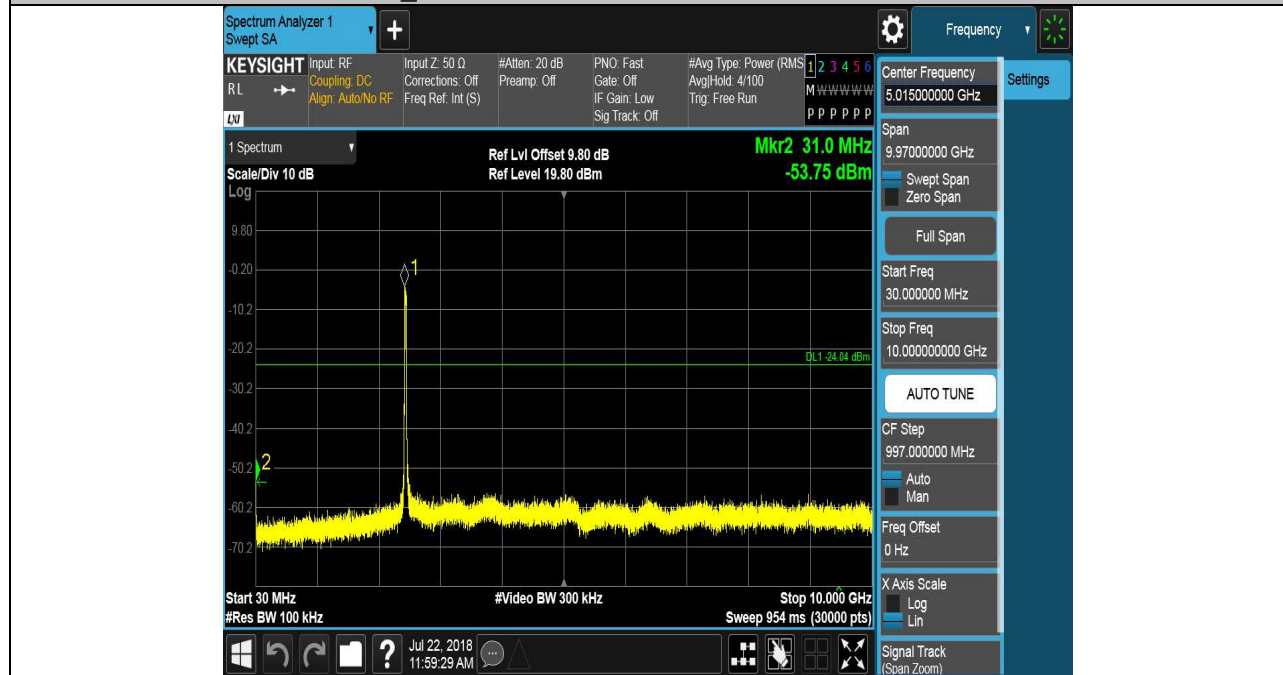 Spectrum Analyzer 1
Swept SA
+
Frequency
KEYSIGHT
R L
LXI
Input: RF
Coupling: DC
Align: Auto/No RF
Input Z: 50 Ω
Corrections: Off
Freq Ref: Int (S)
#Atten: 20 dB
Preamp: Off
PNO: Fast
Gate: Off
IF Gain: Low
Sig Track: Off
#Avg Type: Power (RMS
Avg|Hold: 4/100
Trig: Free Run
1 2 3 4 5 6
M W W W W W
P P P P P P
1 Spectrum
Scale/Div 10 dB
Ref Lvl Offset 9.80 dB
Ref Level 19.80 dBm
Mkr2 31.0 MHz
-53.75 dBm
Log
9.80
-0.20
-10.2
-20.2
-30.2
-40.2
-50.2
-60.2
-70.2
1
2
DL1 -24.04 dBm
Start 30 MHz
#Res BW 100 kHz
#Video BW 300 kHz
Stop 10.000 GHz
Sweep 954 ms (30000 pts)
Jul 22, 2018
11:59:29 AM
?
Center Frequency
5.015000000 GHz
Span
9.97000000 GHz
Swept Span
Zero Span
Full Span
Start Freq
30.000000 MHz
Stop Freq
10.000000000 GHz
AUTO TUNE
CF Step
997.000000 MHz
Auto
Man
Freq Offset
0 Hz
X Axis Scale
Log
Lin
Signal Track
(Span Zoom)
Settings